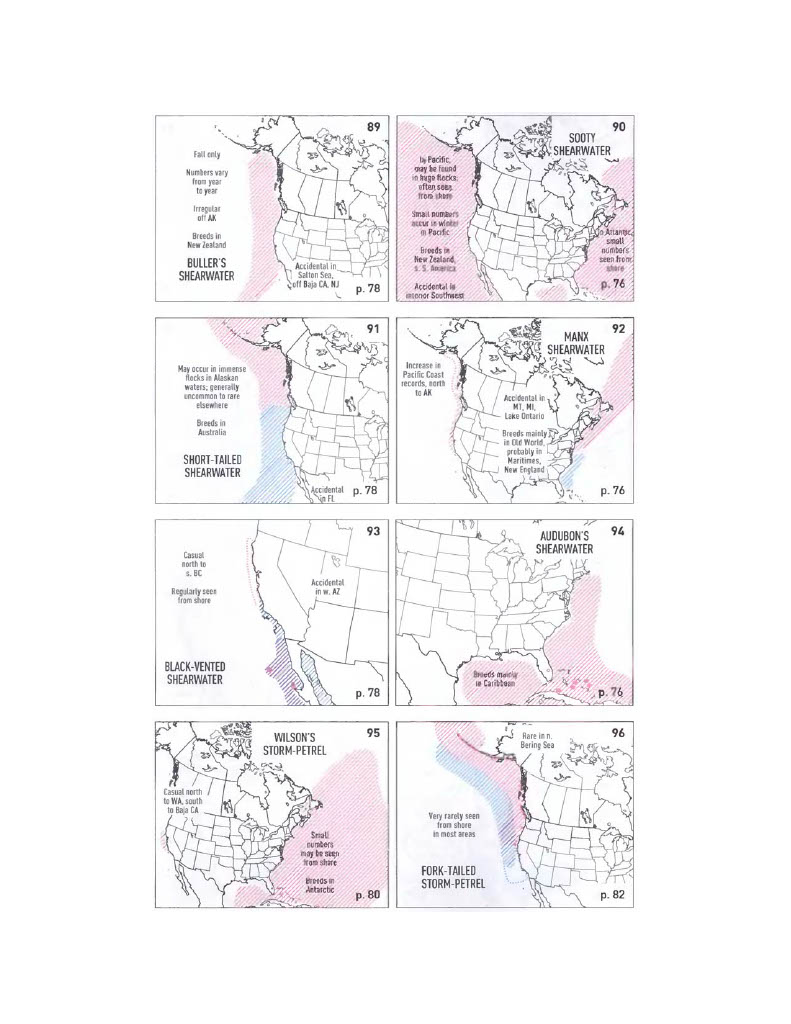 89
Fall only
Numbers vary
from year
to year
Irregular
off AK
Breeds in
New Zealand
BULLER'S
SHEARWATER
Accidental in
Salton Sea,
off Baja CA, NJ
p. 78
90
SOOTY
SHEARWATER
In Pacific,
may be found
in huge flocks;
often seen
from shore
Small numbers
occur in winter
in Pacific
Breeds in
New Zealand,
s. S. America
Accidental in
interior Southwest
In Atlantic,
small
numbers
seen from
shore
p. 76
91
May occur in immense
flocks in Alaskan
waters; generally
uncommon to rare
elsewhere
Breeds in
Australia
SHORT-TAILED
SHEARWATER
Accidental
in FL
p. 78
92
MANX
SHEARWATER
Increase in
Pacific Coast
records, north
to AK
Accidental in
MT, MI,
Lake Ontario
Breeds mainly
in Old World,
probably in
Maritimes,
New England
p. 76
93
Casual
north to
s. BC
Regularly seen
from shore
Accidental
in w. AZ
BLACK-VENTED
SHEARWATER
p. 78
94
AUDUBON'S
SHEARWATER
Breeds mainly
in Caribbean
p. 76
95
WILSON'S
STORM-PETREL
Casual north
to WA, south
to Baja CA
Small
numbers
may be seen
from shore
Breeds in
Antarctic
p. 80
96
Rare in n.
Bering Sea
Very rarely seen
from shore
in most areas
FORK-TAILED
STORM-PETREL
p. 82